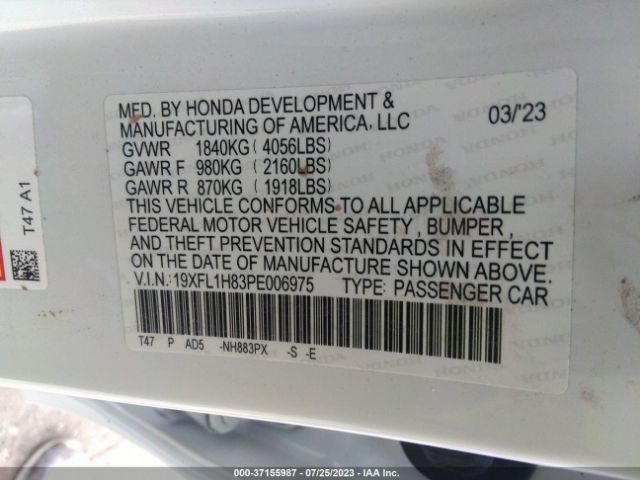 MFD. BY HONDA DEVELOPMENT &
MANUFACTURING OF AMERICA, LLC 03/'23
GVWR 1840KG ( 4056LBS)
GAWR F 980KG ( 2160LBS)
GAWR R 870KG ( 1918LBS)
THIS VEHICLE CONFORMS TO ALL APPLICABLE
FEDERAL MOTOR VEHICLE SAFETY , BUMPER ,
AND THEFT PREVENTION STANDARDS IN EFFECT
ON THE DATE OF MANUFACTURE SHOWN ABOVE.
V.I.N.: 19XFL1H83PE006975 TYPE: PASSENGER CAR
T47 P AD5 -NH883PX -S -E
T47 A1
HONDA
000-37155987 - 07/25/2023 - IAA Inc.